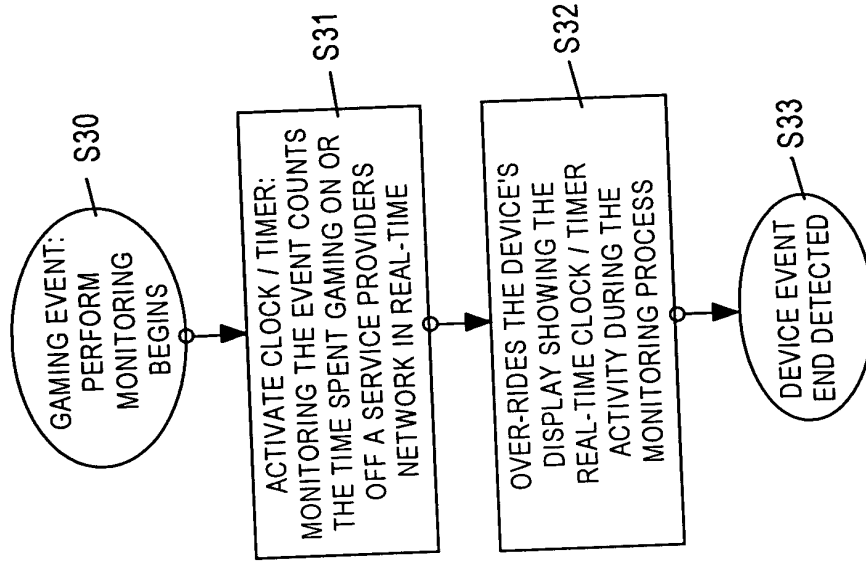 GAMING EVENT:
PERFORM
MONITORING
BEGINS
S30
ACTIVATE CLOCK / TIMER:
MONITORING THE EVENT COUNTS
THE TIME SPENT GAMING ON OR
OFF A SERVICE PROVIDERS
NETWORK IN REAL-TIME
S31
OVER-RIDES THE DEVICE'S
DISPLAY SHOWING THE
REAL-TIME CLOCK / TIMER
ACTIVITY DURING THE
MONITORING PROCESS
S32
DEVICE EVENT
END DETECTED
S33